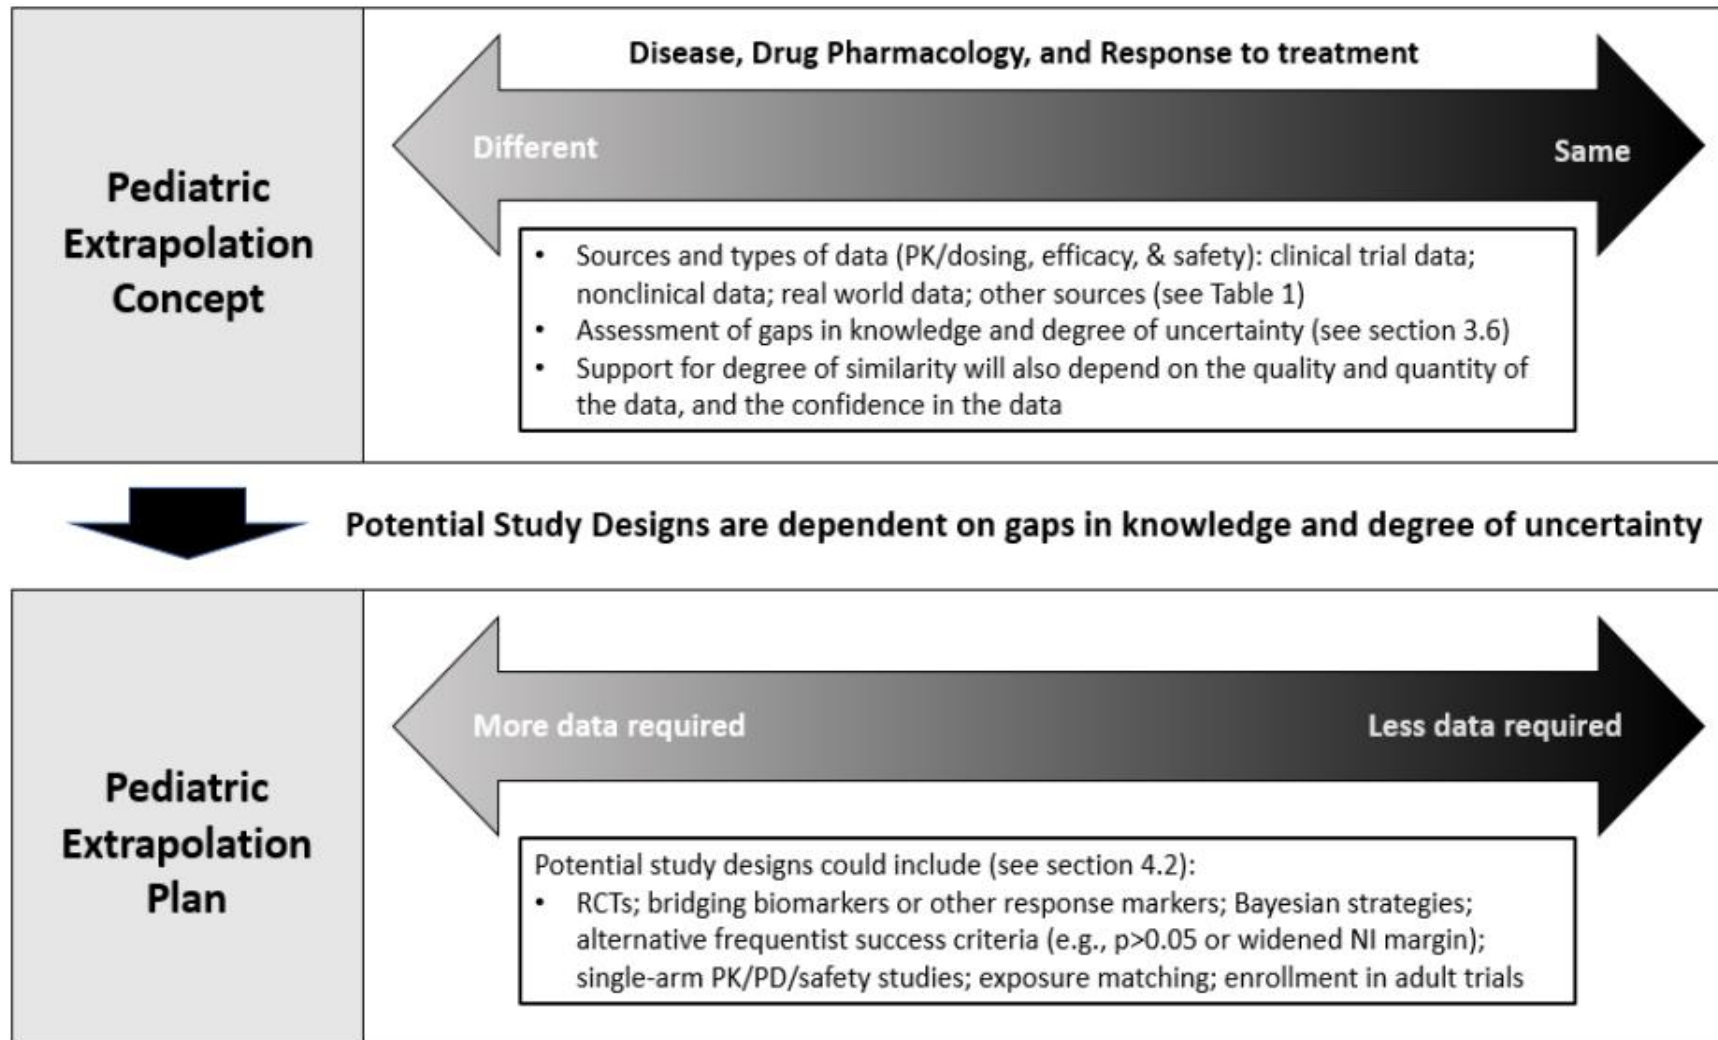 Disease, Drug Pharmacology, and Response to treatment
Different
Same
Pediatric
Extrapolation
Concept
• Sources and types of data (PK/dosing, efficacy, & safety): clinical trial data;
nonclinical data; real world data; other sources (see Table 1)
• Assessment of gaps in knowledge and degree of uncertainty (see section 3.6)
• Support for degree of similarity will also depend on the quality and quantity of
the data, and the confidence in the data
Potential Study Designs are dependent on gaps in knowledge and degree of uncertainty
More data required
Less data required
Pediatric
Extrapolation
Plan
Potential study designs could include (see section 4.2):
• RCTs; bridging biomarkers or other response markers; Bayesian strategies;
alternative frequentist success criteria (e.g., p>0.05 or widened NI margin);
single-arm PK/PD/safety studies; exposure matching; enrollment in adult trials